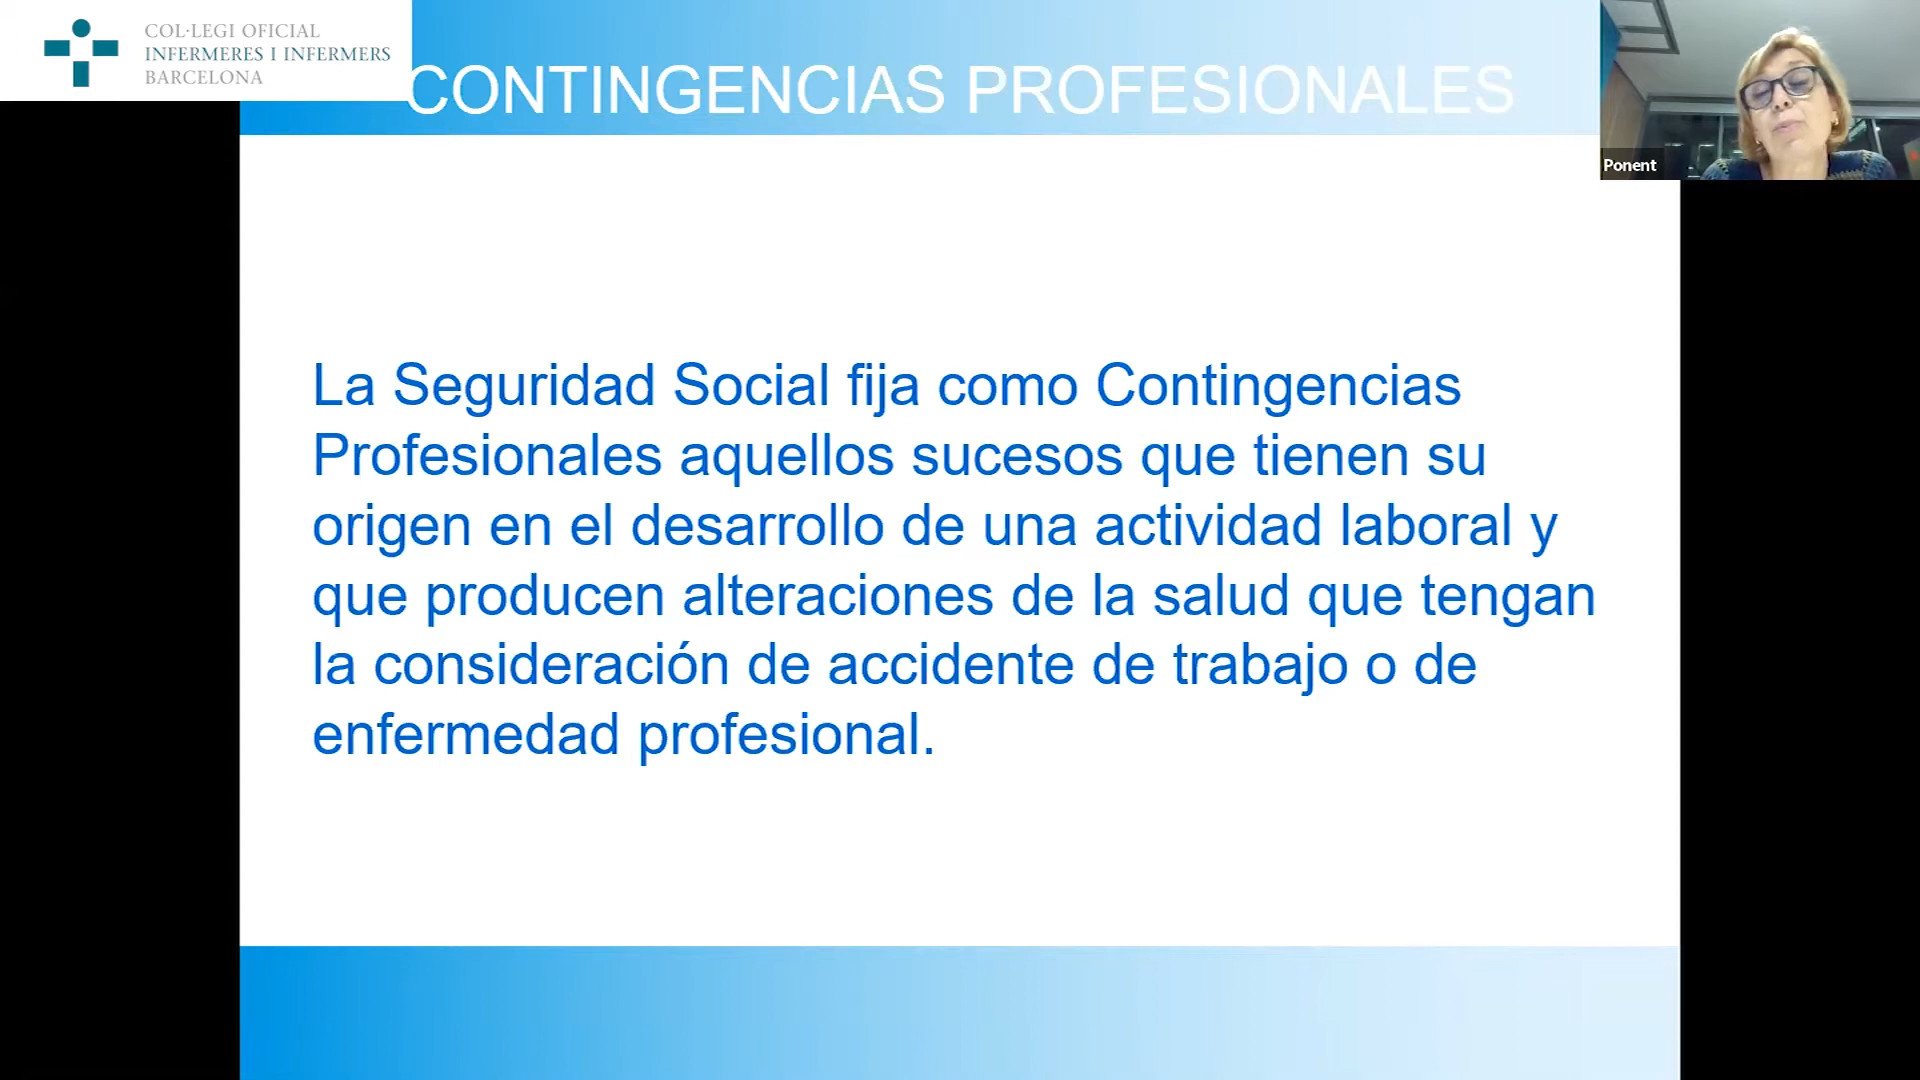 COL·LEGI OFICIAL
INFERMERES I INFERMERS
BARCELONA
CONTINGENCIAS PROFESIONALES
Ponent
La Seguridad Social fija como Contingencias
Profesionales aquellos sucesos que tienen su
origen en el desarrollo de una actividad laboral y
que producen alteraciones de la salud que tengan
la consideración de accidente de trabajo o de
enfermedad profesional.